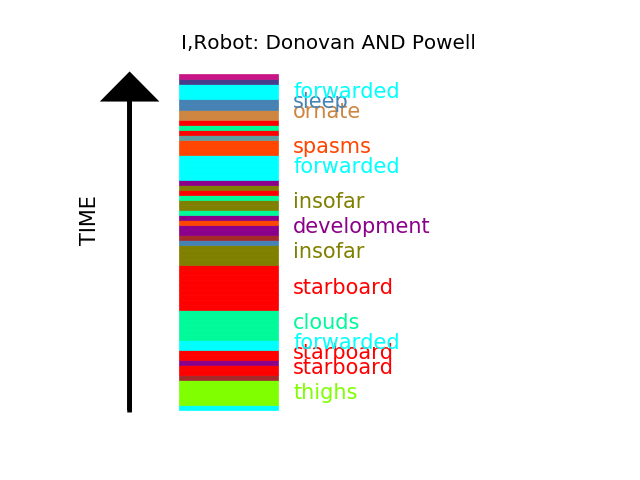 I,Robot: Donovan AND Powell
TIME
forwarded
sleep
ornate
spasms
forwarded
insofar
development
insofar
starboard
clouds
forwarded
starboard
starboard
thighs